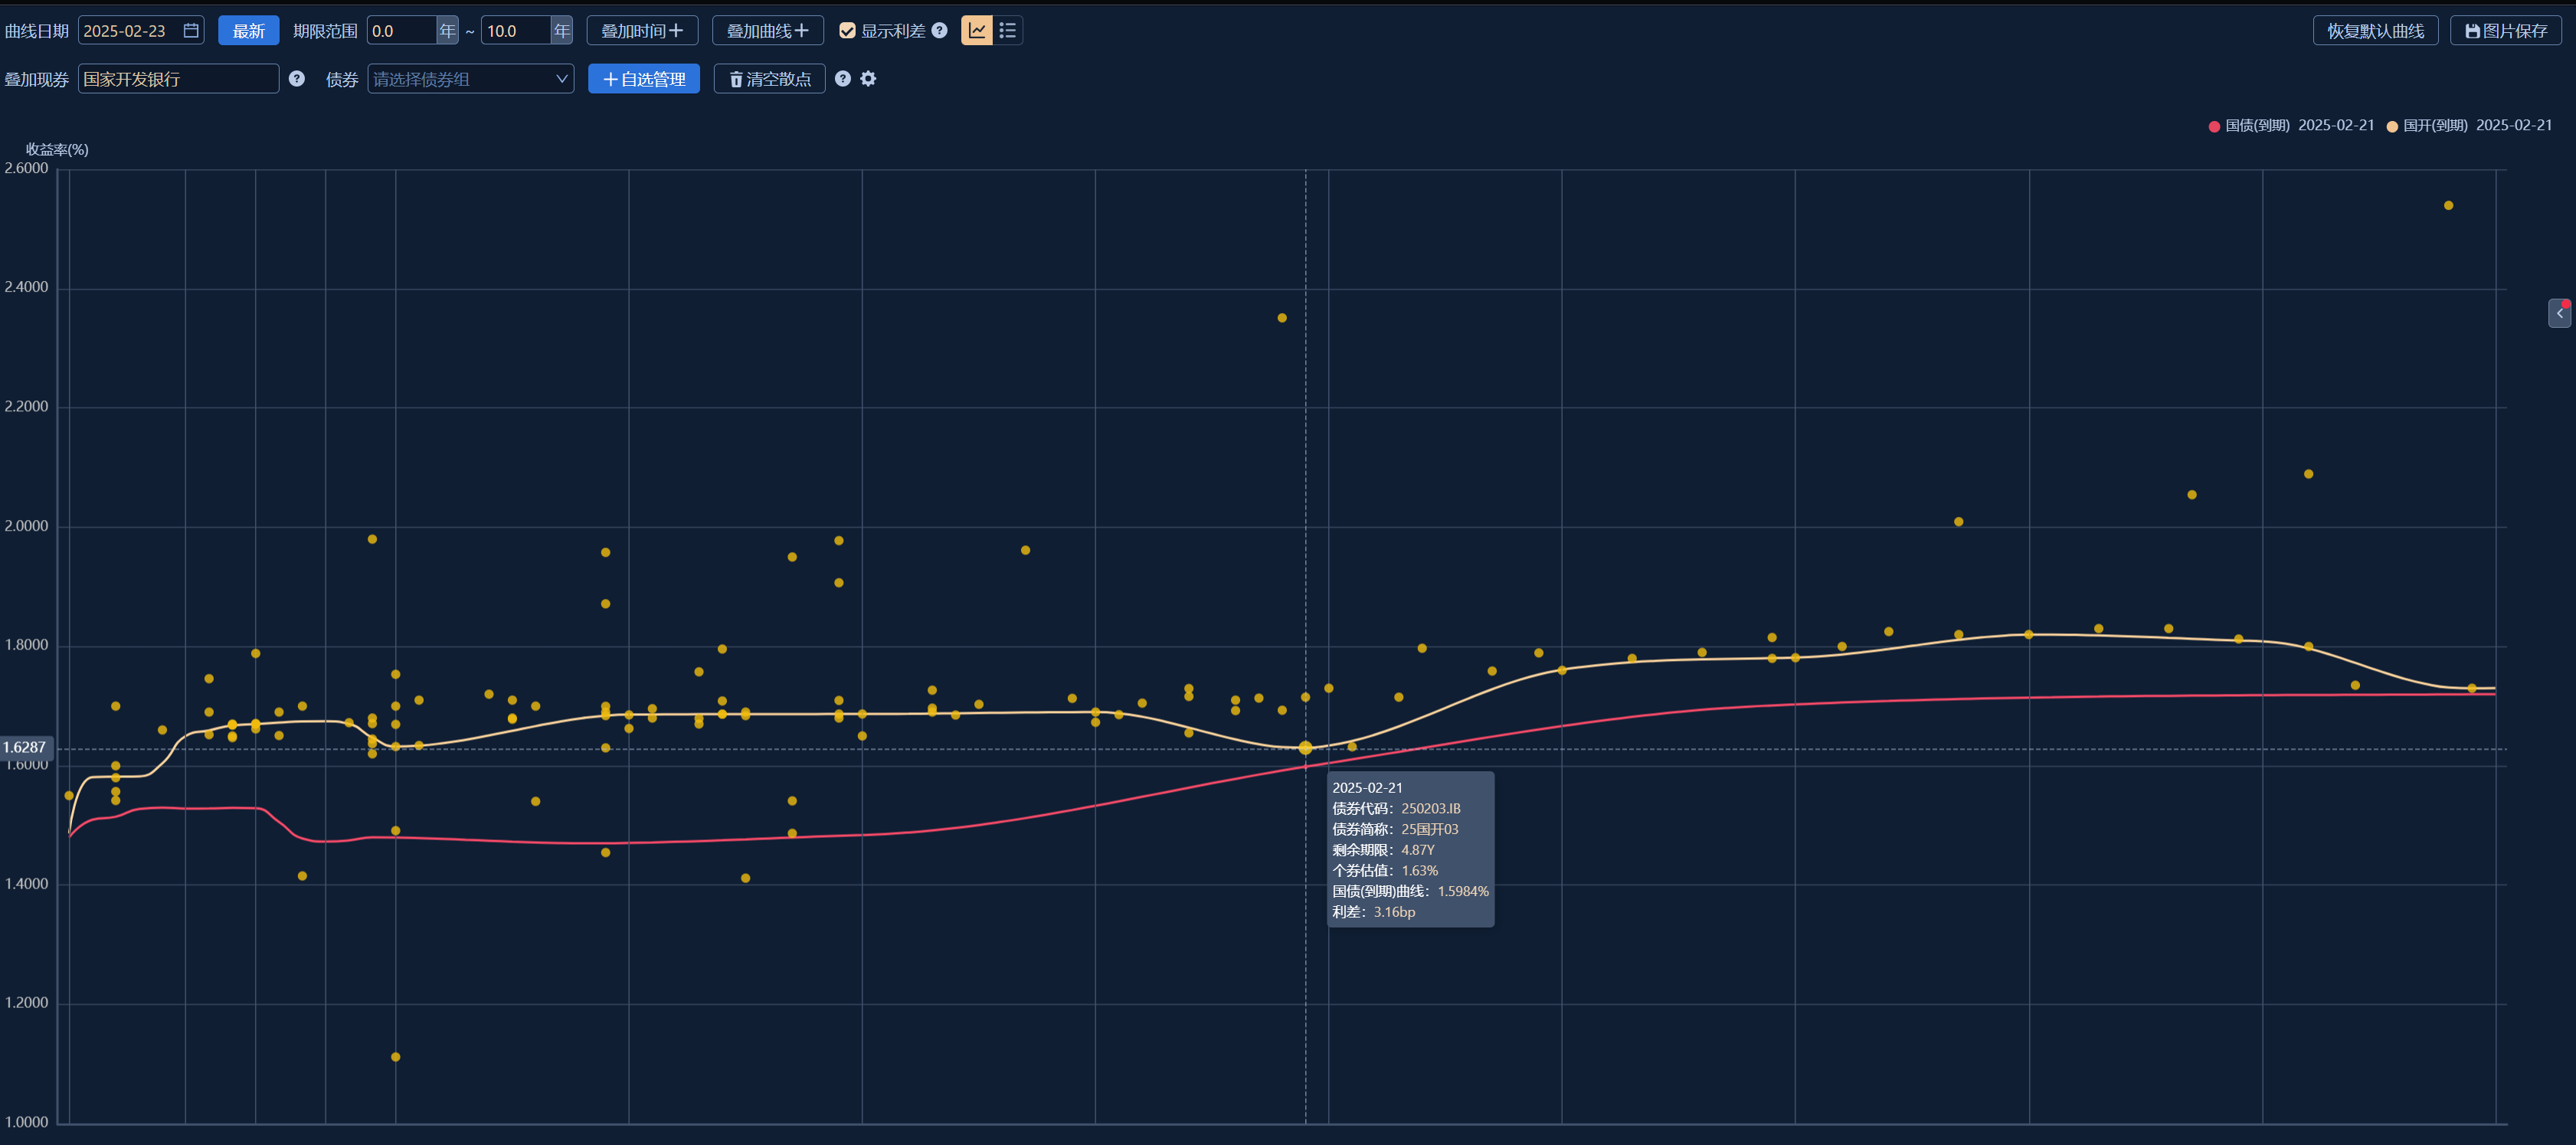 曲线日期 2025-02-23 最新 期限范围 0.0 年 ~ 10.0 年 叠加时间+ 叠加曲线+ 显示利差 ? 恢复默认曲线 图片保存
叠加现券 国家开发银行 ? 债券 请选择债券组 +自选管理 清空散点 ?
国债(到期) 2025-02-21 国开(到期) 2025-02-21
收益率(%)
2.6000
2.4000
2.2000
2.0000
1.8000
1.6287
1.6000
2025-02-21
债券代码：250203.IB
债券简称：25国开03
剩余期限：4.87Y
个券估值：1.63%
国债(到期)曲线：1.5984%
利差：3.16bp
1.4000
1.2000
1.0000